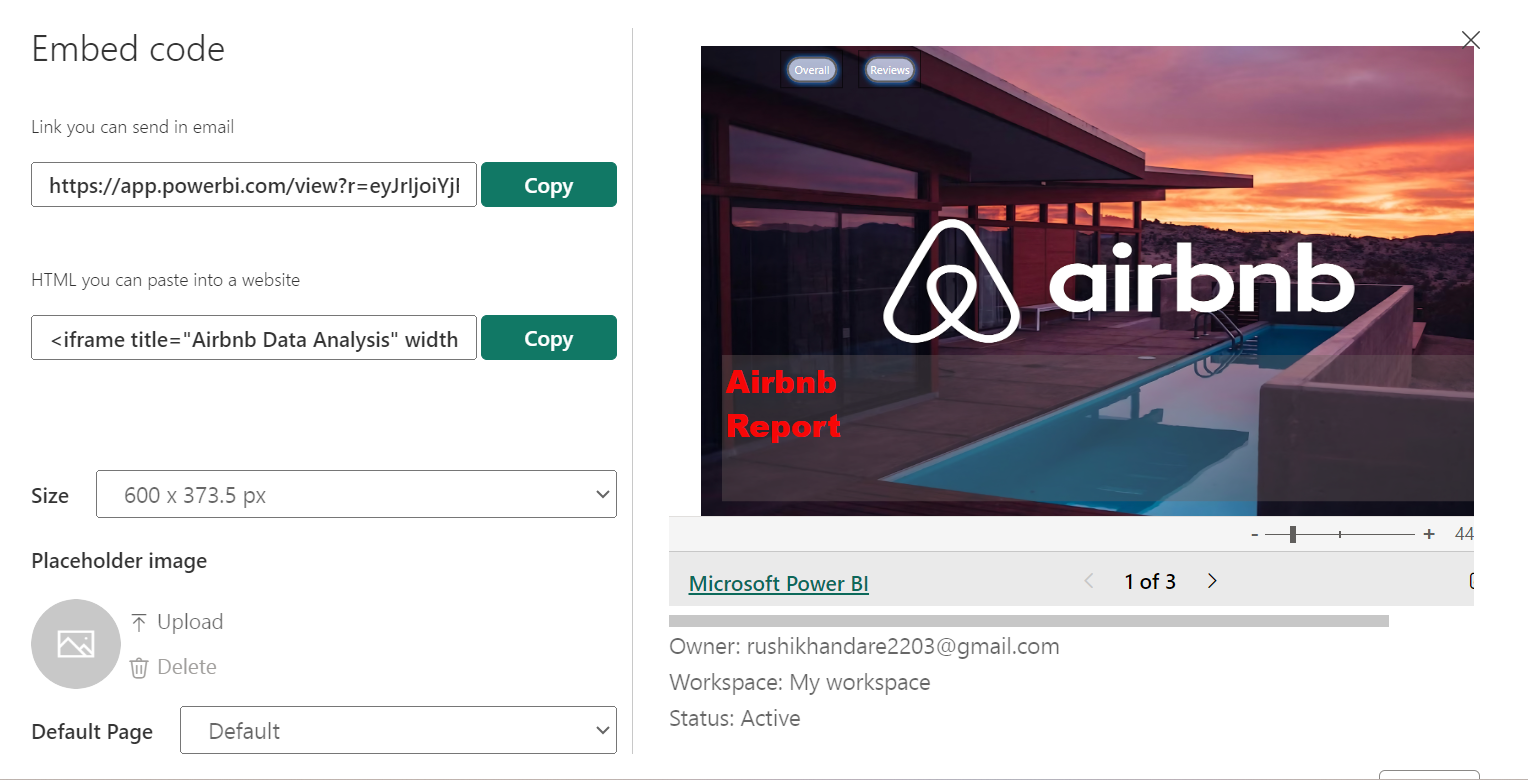 Embed code
Link you can send in email
https://app.powerbi.com/view?r=eyJrIjoiYjI
Copy
HTML you can paste into a website
<iframe title="Airbnb Data Analysis" width
Copy
Size
600 x 373.5 px
Placeholder image
Upload
Delete
Default Page
Default
Overall
Reviews
airbnb
Airbnb
Report
- + 44
Microsoft Power BI
1 of 3
Owner: rushikhandare2203@gmail.com
Workspace: My workspace
Status: Active